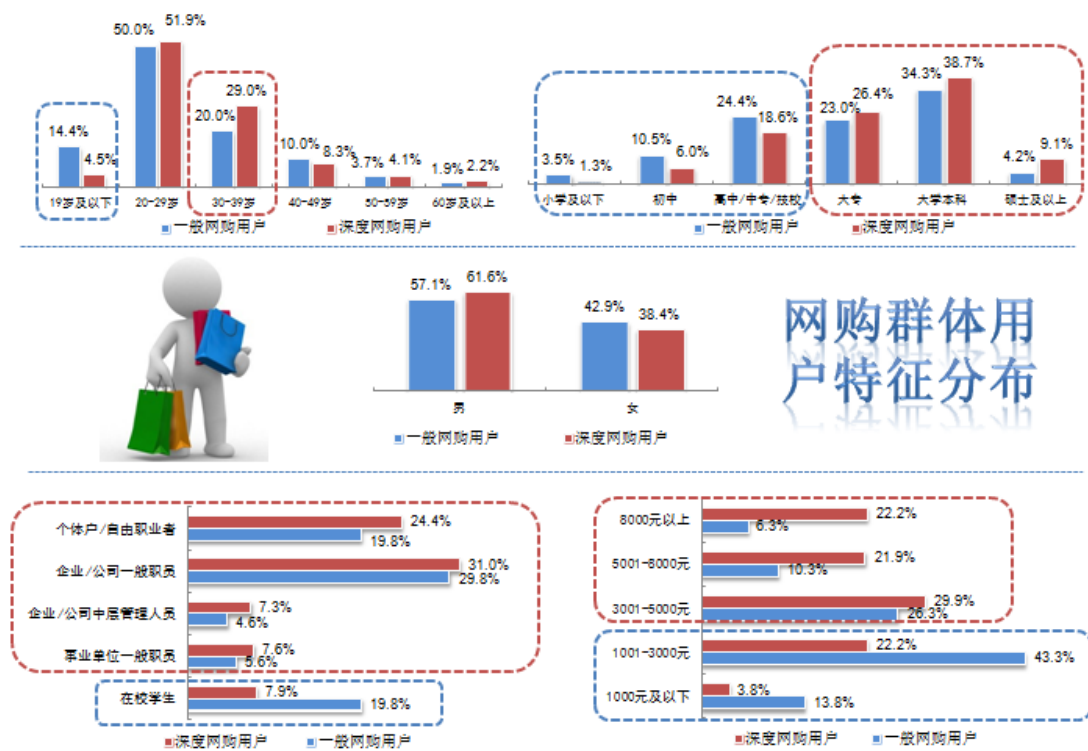 50.0% 51.9%
14.4% 4.5% 20.0% 29.0% 10.0% 8.3% 3.7% 4.1% 1.9% 2.2%
19岁及以下 20-29岁 30-39岁 40-49岁 50-59岁 60岁及以上
一般网购用户 深度网购用户
3.5% 1.3% 10.5% 6.0% 24.4% 18.6% 23.0% 26.4% 34.3% 38.7% 4.2% 9.1%
小学及以下 初中 高中/中专/技校 大专 大学本科 硕士及以上
一般网购用户 深度网购用户
57.1% 61.6% 42.9% 38.4%
男 女
一般网购用户 深度网购用户
网购群体用
户特征分布
个体户/自由职业者 24.4%
19.8%
企业/公司一般职员 31.0%
29.8%
企业/公司中层管理人员 7.3%
4.6%
事业单位一般职员 7.6%
5.6%
在校学生 7.9%
19.8%
深度网购用户 一般网购用户
8000元以上 22.2%
6.3%
5001-8000元 21.9%
10.3%
3001-5000元 29.9%
26.3%
1001-3000元 22.2%
43.3%
1000元及以下 3.8%
13.8%
深度网购用户 一般网购用户